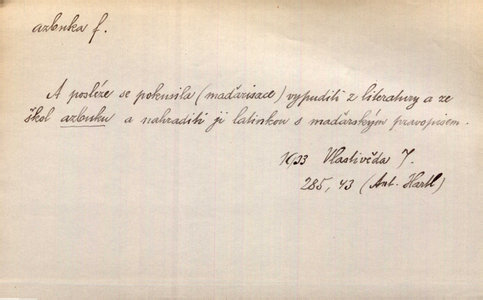 azbuka f.
A posléze se pokusila (maďarisace) vypuditi z literatury a ze
škol azbuku a nahraditi ji latinkou s maďarským pravopisem.
1933 Vlastivěda 7.
285, 43 (Ant. Hartl)